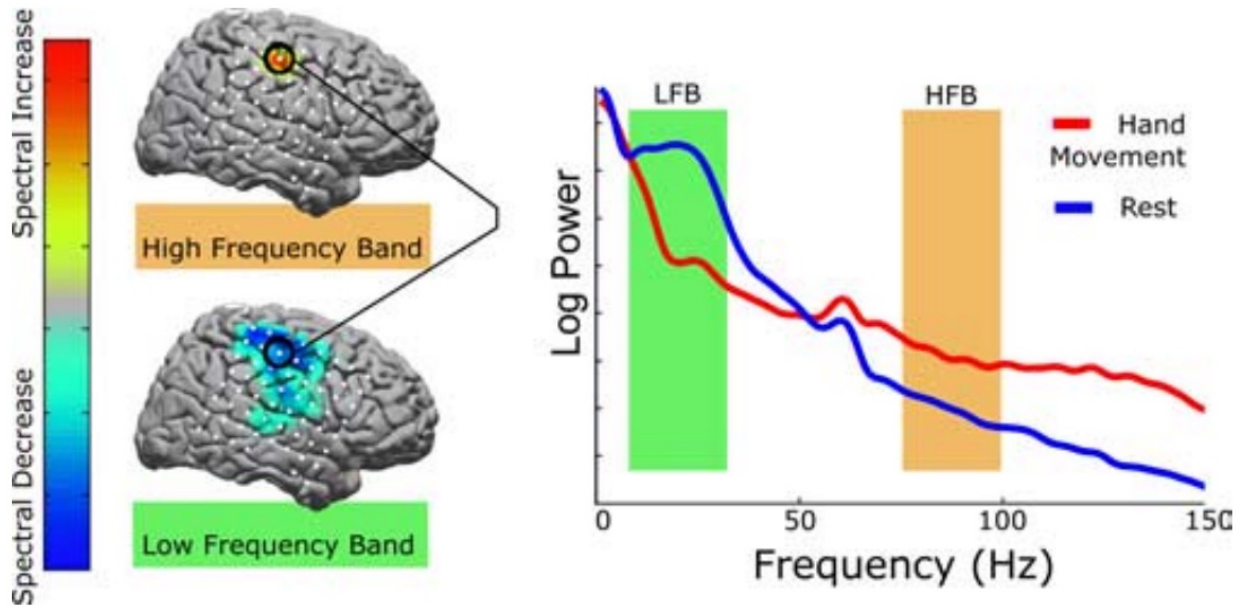 Spectral Increase
Spectral Decrease
High Frequency Band
Low Frequency Band
LFB
HFB
Hand
Movement
Rest
Log Power
0
50
100
150
Frequency (Hz)